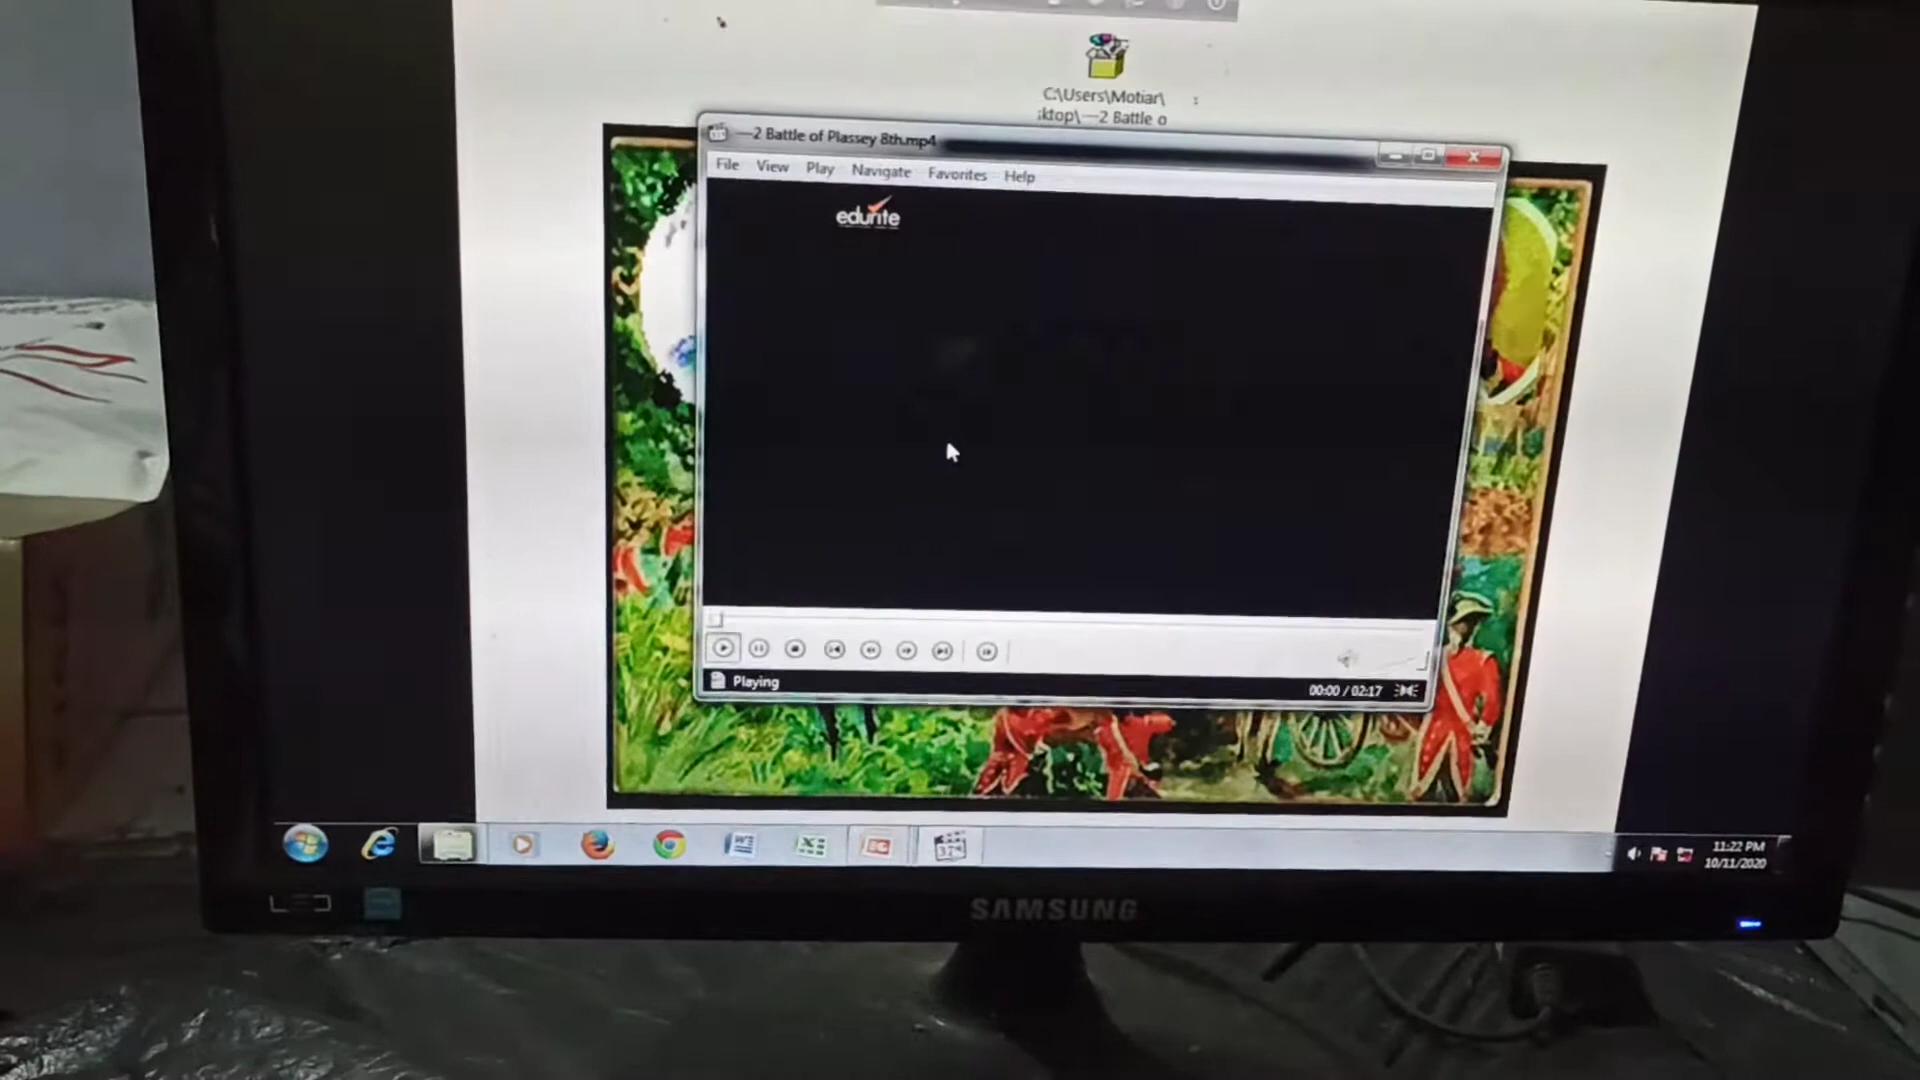 C:\Users\Motiar\
ktop\—2 Battle o
—2 Battle of Plassey 8th.mp4
File View Play Navigate Favorites Help
edurite
Playing
00:00 / 02:17
11:22 PM
10/11/2020
SAMSUNG